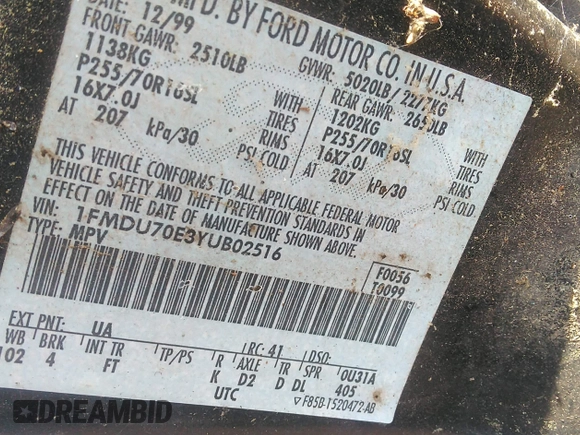 MFD. BY FORD MOTOR CO. IN U.S.A.
DATE: 12/99
GVWR: 5020LB/2277KG
FRONT GAWR: 2510LB
REAR GAWR: 2650LB
1138KG WITH
1202KG WITH
P255/70R16SL TIRES
P255/70R16SL TIRES
16X7.0J RIMS
16X7.0J RIMS
AT 207 kPa/30 PSI COLD
AT 207 kPa/30 PSI COLD
THIS VEHICLE CONFORMS TO ALL APPLICABLE FEDERAL MOTOR
VEHICLE SAFETY AND THEFT PREVENTION STANDARDS IN
EFFECT ON THE DATE OF MANUFACTURE SHOWN ABOVE.
VIN: 1FMDU70E3YUB02516
TYPE: MPV
F0056
T0099
EXT PNT: UA RC: 41 DSO:
WB BRK INT TR TP/PS R AXLE TR SPR 0U31A
102 4 FT K D2 D DL 405
UTC
▽ F85B-1520472-AB
DREAMBID